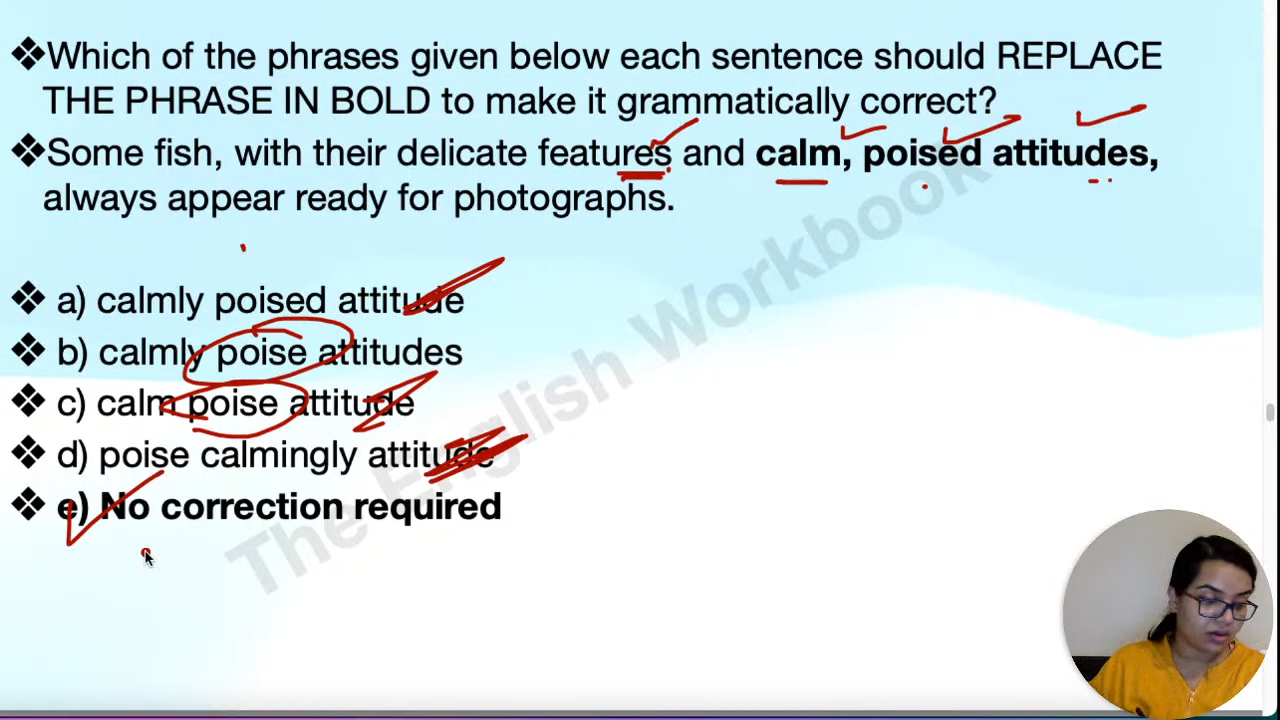 ❖Which of the phrases given below each sentence should REPLACE
THE PHRASE IN BOLD to make it grammatically correct?
❖Some fish, with their delicate features and calm, poised attitudes,
always appear ready for photographs.
❖ a) calmly poised attitude
❖ b) calmly poise attitudes
❖ c) calm poise attitude
❖ d) poise calmingly attitude
❖ e) No correction required
The English Workbook